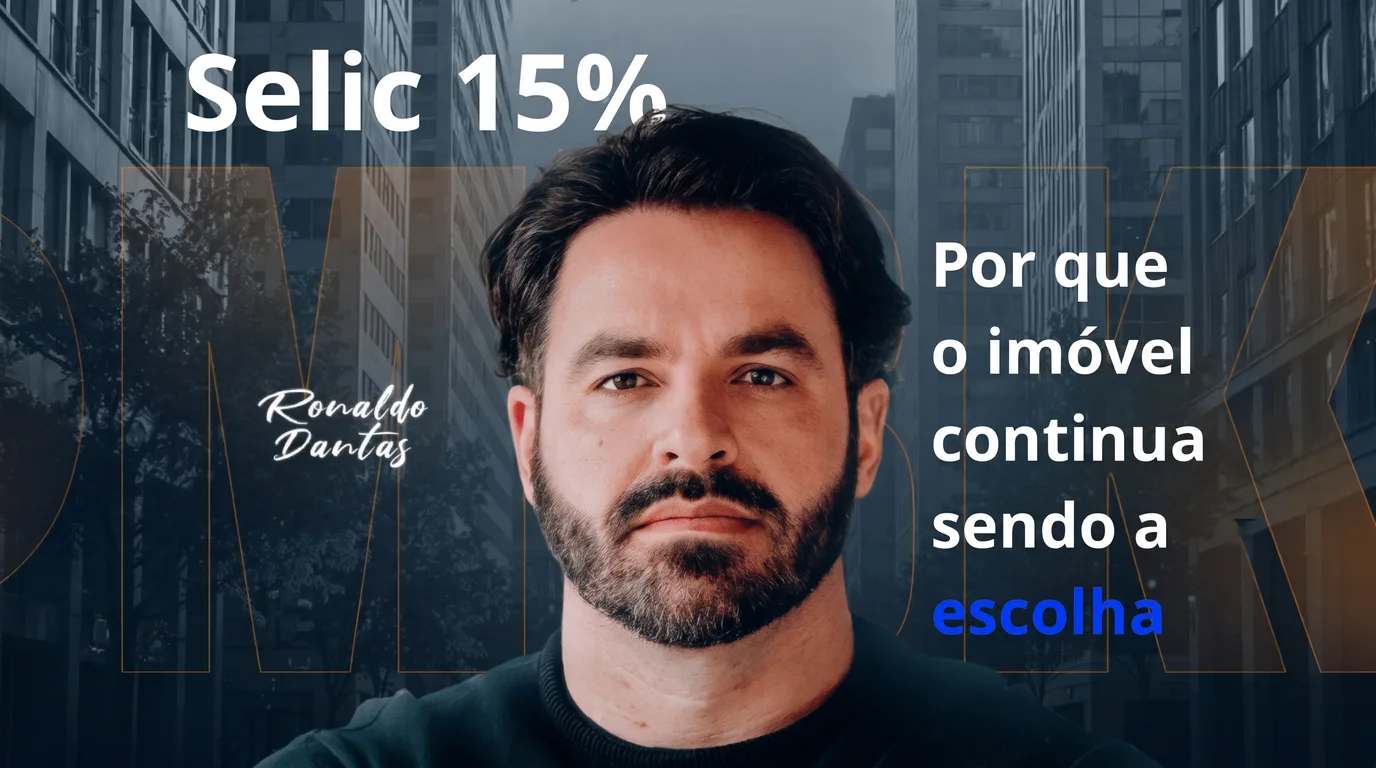 Selic 15%
Ronaldo
Dantas
Por que
o imóvel
continua
sendo a
escolha